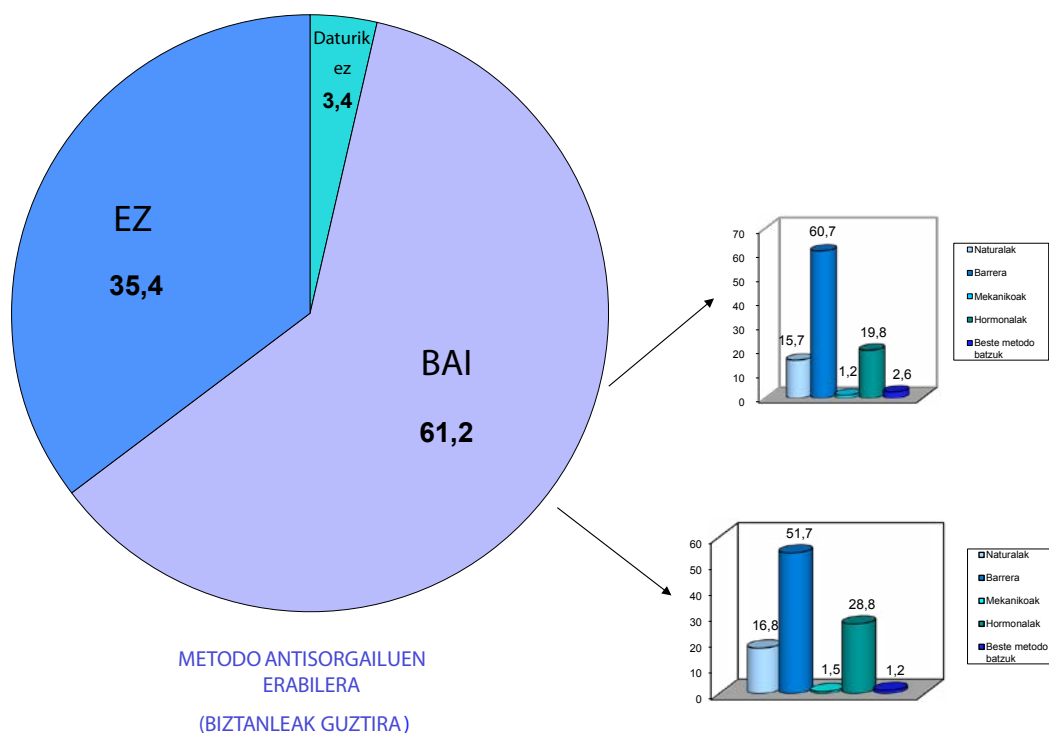 Daturik
ez
3,4
EZ
35,4
BAI
61,2
METODO ANTISORGAILUEN
ERABILERA
(BIZTANLEAK GUZTIRA)
70
60
50
40
30
20
10
0
15,7
60,7
1,2
19,8
2,6
Naturalak
Barrera
Mekanikoak
Hormonalak
Beste metodo
batzuk
60
50
40
30
20
10
0
16,8
51,7
1,5
28,8
1,2
Naturalak
Barrera
Mekanikoak
Hormonalak
Beste metodo
batzuk